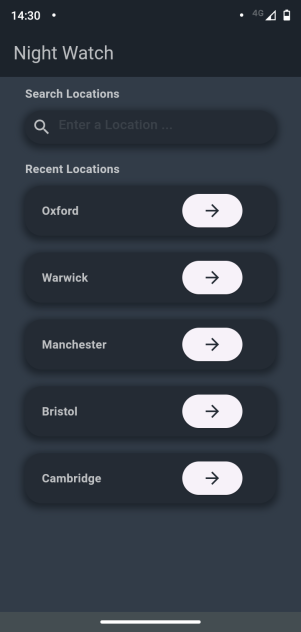 14:30
4G
Night Watch
Search Locations
Enter a Location ...
Recent Locations
Oxford
Warwick
Manchester
Bristol
Cambridge